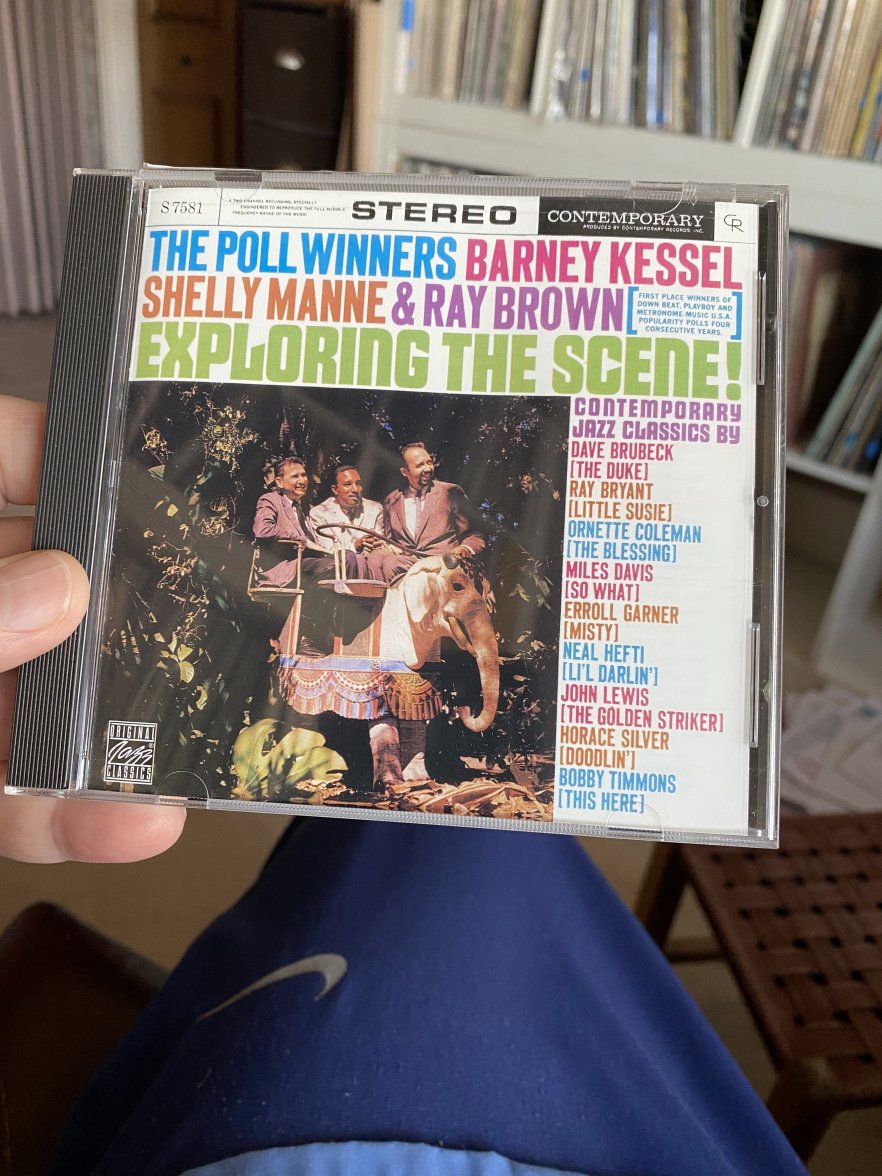 S 7581
A TWO-CHANNEL RECORDING, SPECIALLY
ENGINEERED TO REPRODUCE THE FULL AUDIBLE
FREQUENCY RANGE OF THE MUSIC
STEREO
CONTEMPORARY
PRODUCED BY CONTEMPORARY RECORDS, INC.
CR
THE POLL WINNERS BARNEY KESSEL
SHELLY MANNE & RAY BROWN
[FIRST PLACE WINNERS OF
DOWN BEAT, PLAYBOY AND
METRONOME-MUSIC U.S.A.
POPULARITY POLLS FOUR
CONSECUTIVE YEARS.]
EXPLORING THE SCENE!
CONTEMPORARY
JAZZ CLASSICS BY
DAVE BRUBECK
[THE DUKE]
RAY BRYANT
[LITTLE SUSIE]
ORNETTE COLEMAN
[THE BLESSING]
MILES DAVIS
[SO WHAT]
ERROLL GARNER
[MISTY]
NEAL HEFTI
[LI'L DARLIN']
JOHN LEWIS
[THE GOLDEN STRIKER]
HORACE SILVER
[DOODLIN']
BOBBY TIMMONS
[THIS HERE]
ORIGINAL
Jazz®
CLASSICS